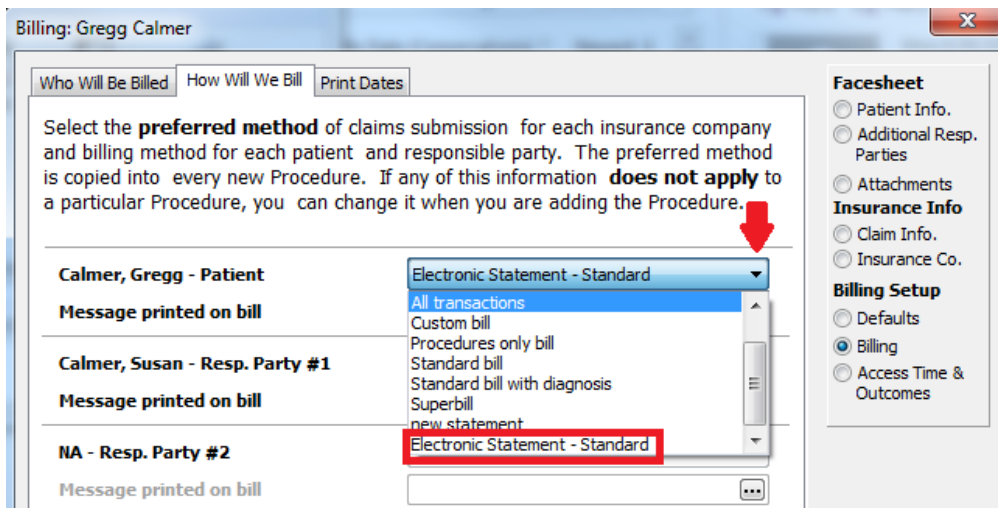 Billing: Gregg Calmer
Who Will Be Billed
How Will We Bill
Print Dates
Select the preferred method of claims submission for each insurance company
and billing method for each patient and responsible party. The preferred method
is copied into every new Procedure. If any of this information does not apply to
a particular Procedure, you can change it when you are adding the Procedure.
Calmer, Gregg - Patient
Electronic Statement - Standard
Message printed on bill
All transactions
Custom bill
Procedures only bill
Standard bill
Standard bill with diagnosis
Superbill
new statement
Electronic Statement - Standard
Calmer, Susan - Resp. Party #1
Message printed on bill
NA - Resp. Party #2
Message printed on bill
...
Facesheet
Patient Info.
Additional Resp.
Parties
Attachments
Insurance Info
Claim Info.
Insurance Co.
Billing Setup
Defaults
Billing
Access Time &
Outcomes